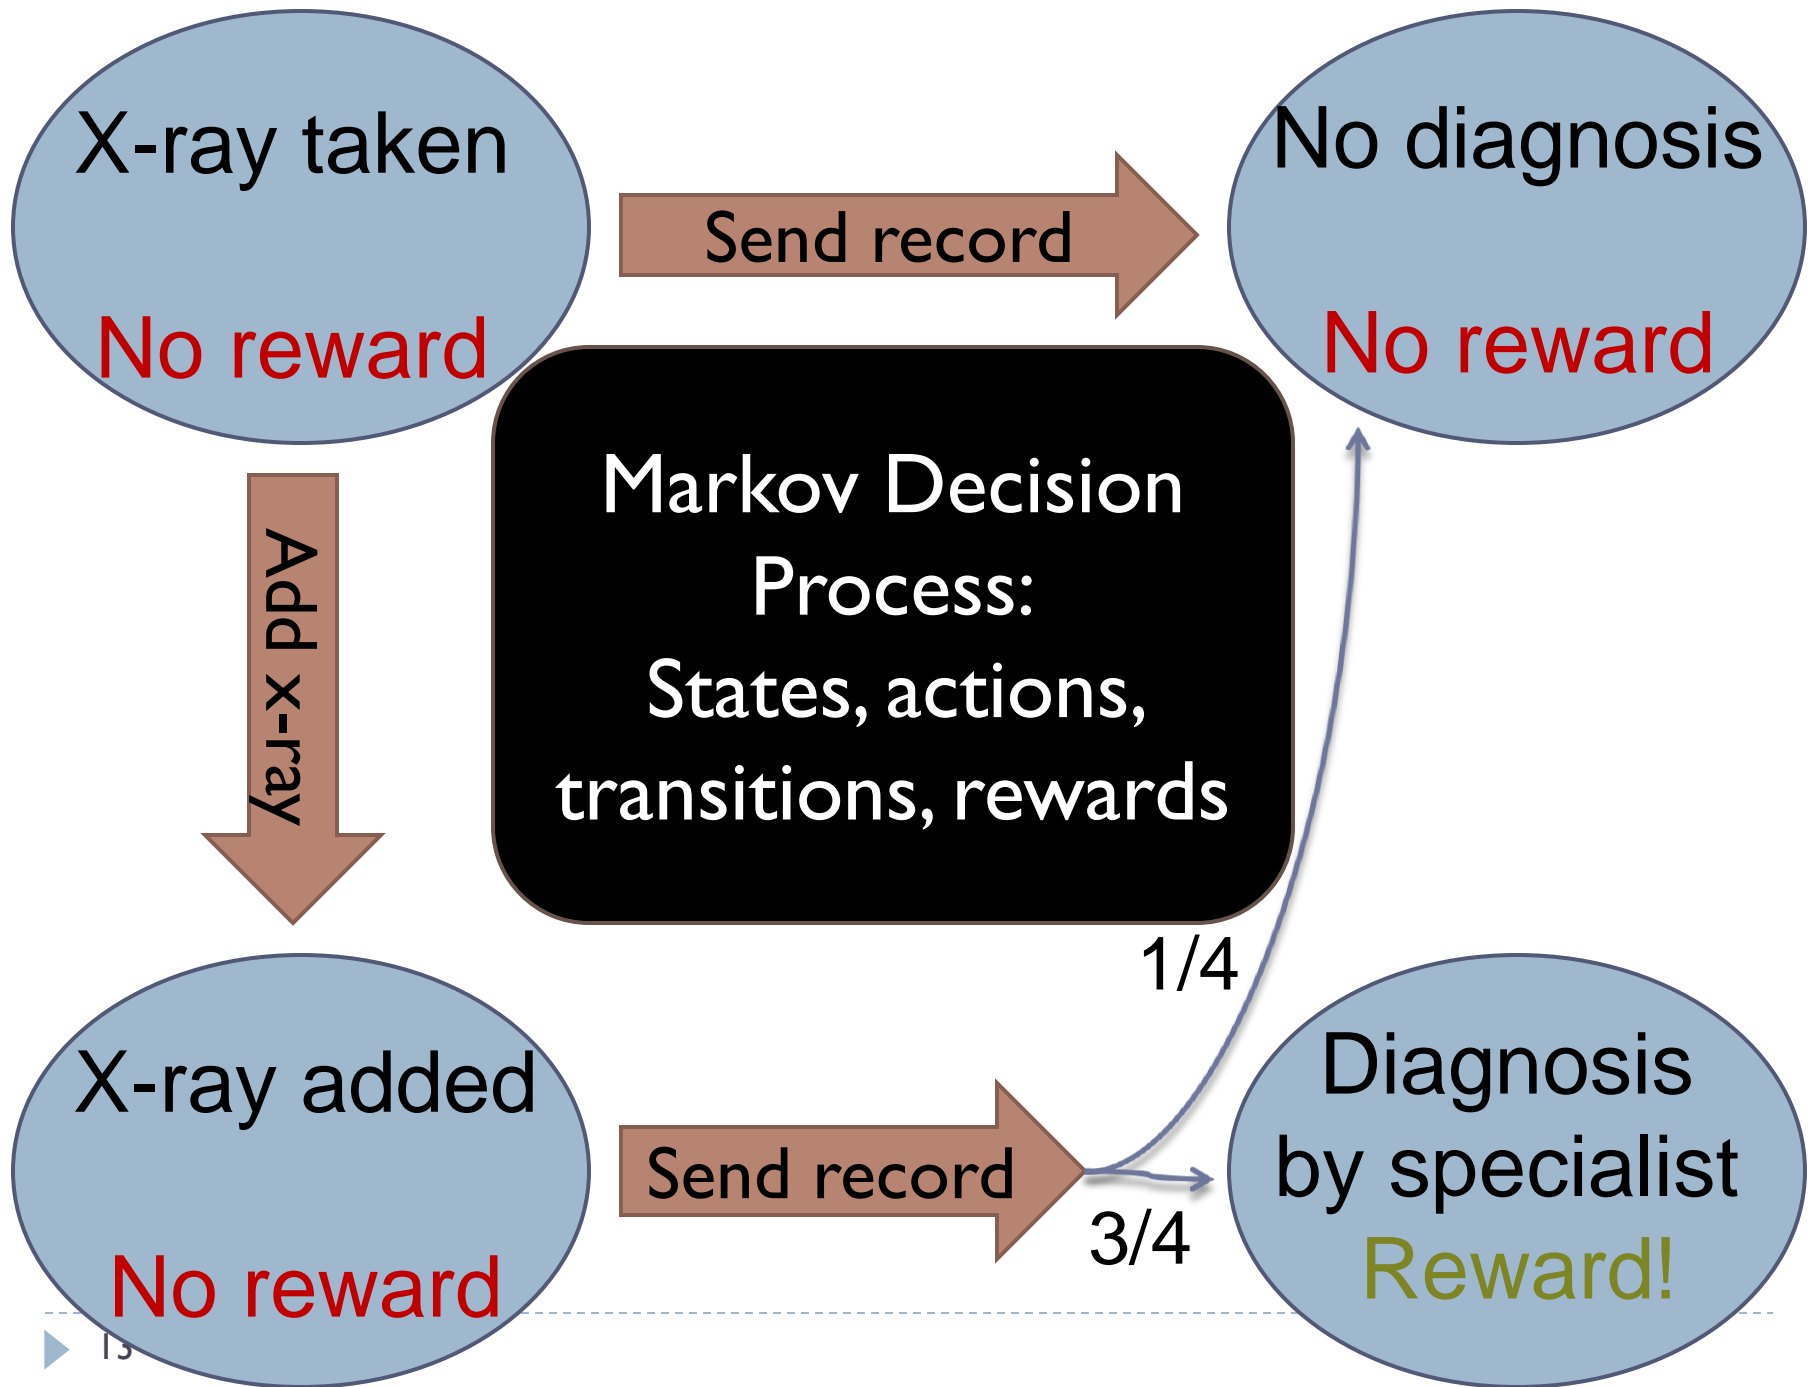 X-ray taken
No reward
Send record
No diagnosis
No reward
Add x-ray
Markov Decision
Process:
States, actions,
transitions, rewards
1/4
X-ray added
No reward
Send record
3/4
Diagnosis
by specialist
Reward!